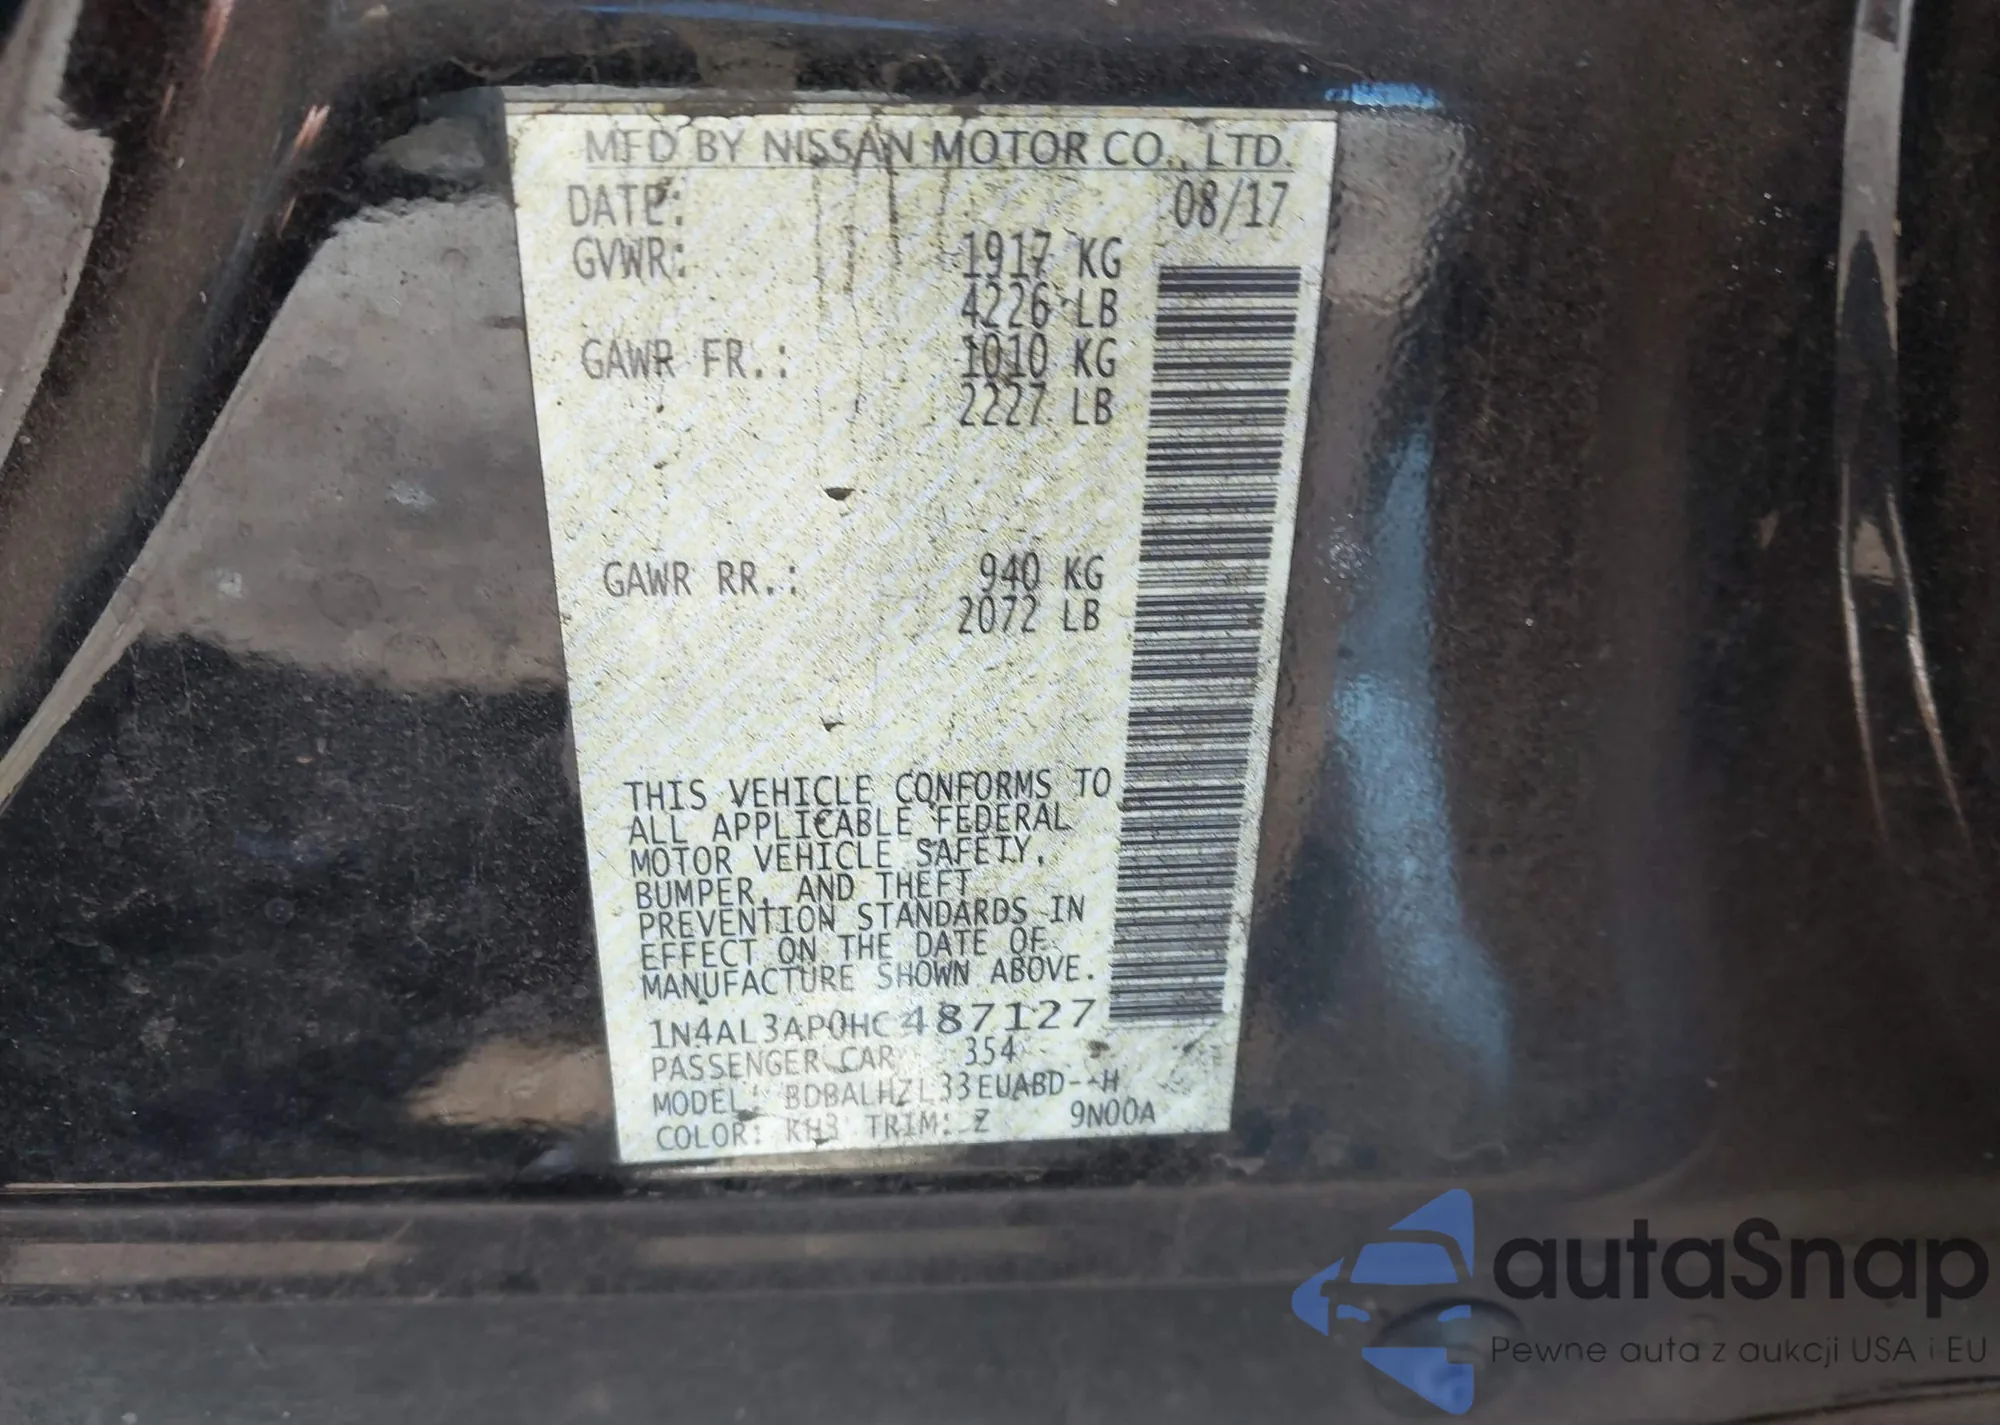 MFD BY NISSAN MOTOR CO., LTD.
DATE: 08/17
GVWR: 1917 KG
4226 LB
GAWR FR.: 1010 KG
2227 LB
GAWR RR.: 940 KG
2072 LB
THIS VEHICLE CONFORMS TO
ALL APPLICABLE FEDERAL
MOTOR VEHICLE SAFETY,
BUMPER, AND THEFT
PREVENTION STANDARDS IN
EFFECT ON THE DATE OF
MANUFACTURE SHOWN ABOVE.
1N4AL3AP0HC487127
PASSENGER CAR 354
MODEL: BDBALHZL33EUABD--H
COLOR: KH3 TRIM: Z 9N00A
autaSnap
Pewne auta z aukcji USA i EU